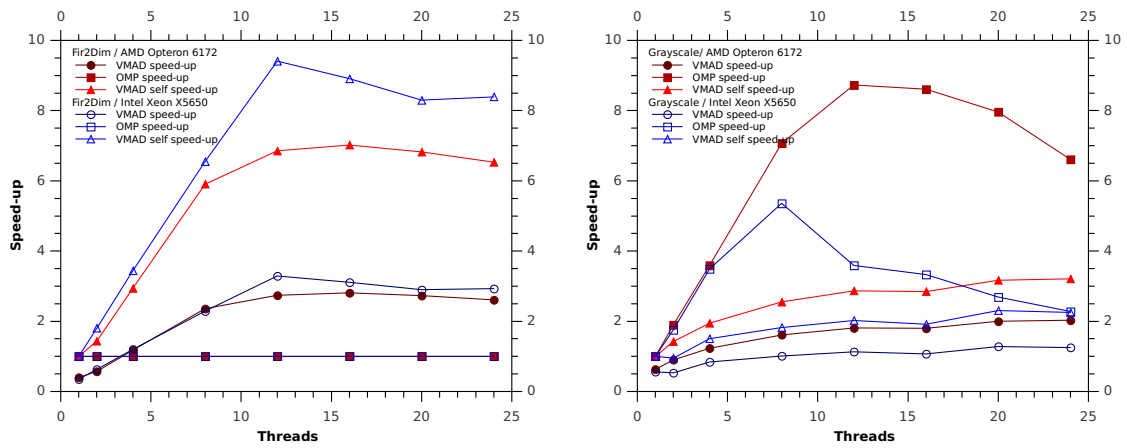 0 5 10 15 20 25
10 10
Fir2Dim / AMD Opteron 6172
VMAD speed-up
OMP speed-up
VMAD self speed-up
Fir2Dim / Intel Xeon X5650
VMAD speed-up
OMP speed-up
VMAD self speed-up
8 8
6 6
4 4
2 2
0 0
0 5 10 15 20 25
Speed-up
Threads
0 5 10 15 20 25
10 10
Grayscale/ AMD Opteron 6172
VMAD speed-up
OMP speed-up
VMAD self speed-up
Grayscale / Intel Xeon X5650
VMAD speed-up
OMP speed-up
VMAD self speed-up
8 8
6 6
4 4
2 2
0 0
0 5 10 15 20 25
Speed-up
Threads